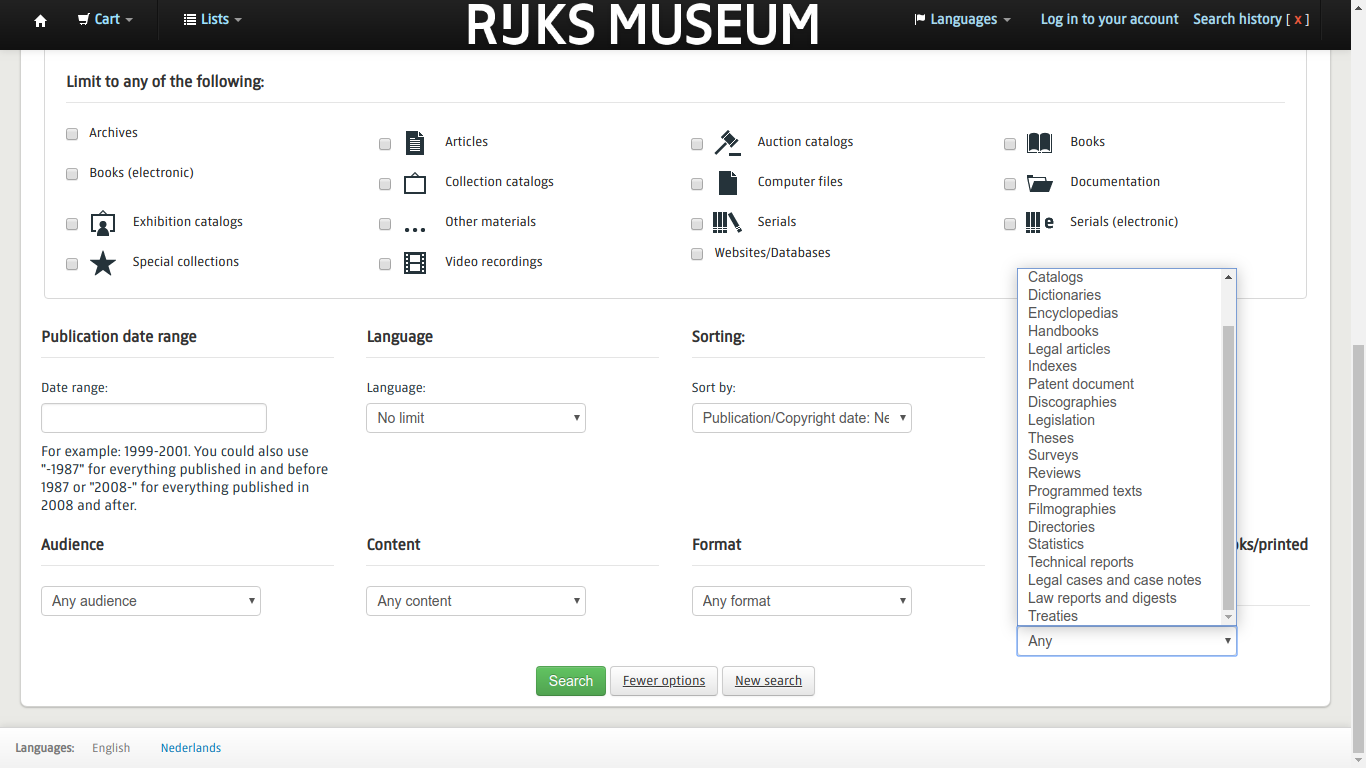 Cart
Lists
RIJKS MUSEUM
Languages
Log in to your account
Search history [ x ]
Limit to any of the following:
Archives
Articles
Auction catalogs
Books
Books (electronic)
Collection catalogs
Computer files
Documentation
Exhibition catalogs
Other materials
Serials
e
Serials (electronic)
Special collections
Video recordings
Websites/Databases
Publication date range
Language
Sorting:
Date range:
Language:
Sort by:
No limit
Publication/Copyright date: Ne
For example: 1999-2001. You could also use
"-1987" for everything published in and before
1987 or "2008-" for everything published in
2008 and after.
Catalogs
Dictionaries
Encyclopedias
Handbooks
Legal articles
Indexes
Patent document
Discographies
Legislation
Theses
Surveys
Reviews
Programmed texts
Filmographies
Directories
Statistics
Technical reports
Legal cases and case notes
Law reports and digests
Treaties
Audience
Content
Format
oks/printed
Any audience
Any content
Any format
Any
Search
Fewer options
New search
Languages:
English
Nederlands